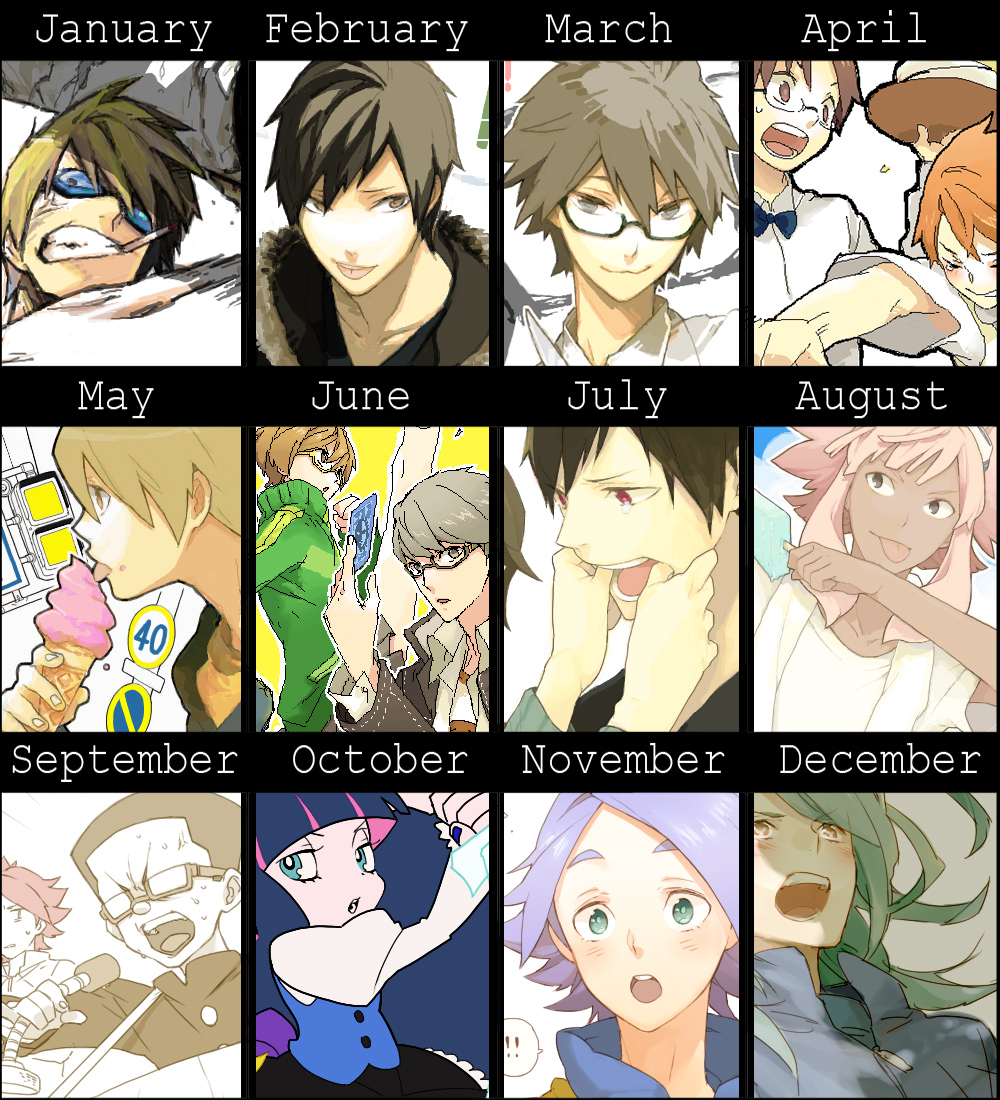 January February March April
May June July August
40
September October November December
!!